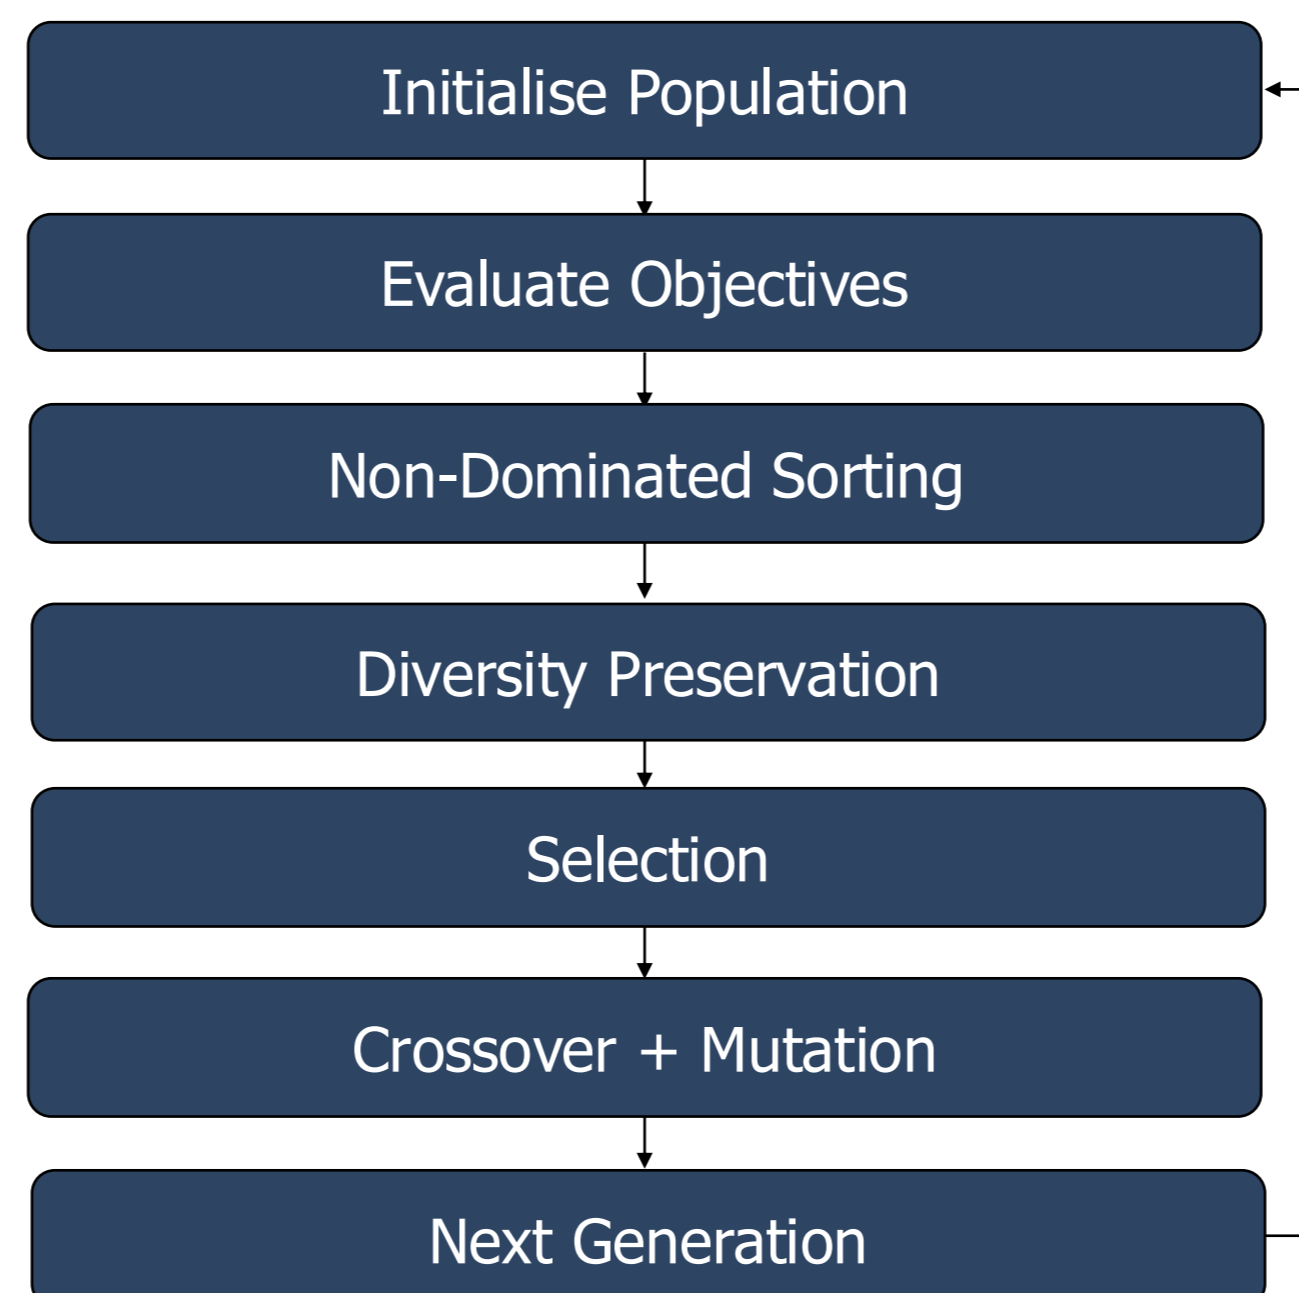 Initialise Population
Evaluate Objectives
Non-Dominated Sorting
Diversity Preservation
Selection
Crossover + Mutation
Next Generation